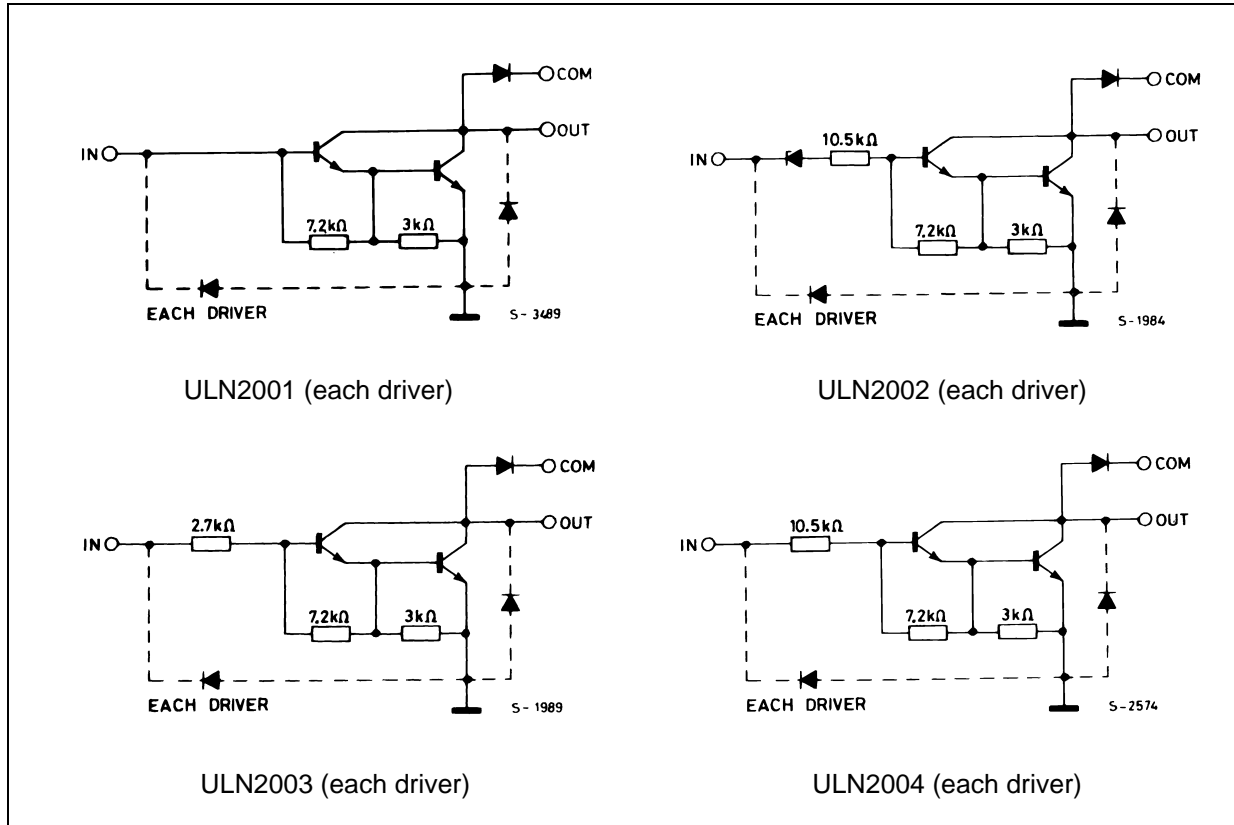 COM
OUT
IN
7.2kΩ 3kΩ
EACH DRIVER
S- 3489
ULN2001 (each driver)
COM
OUT
10.5kΩ
IN
7.2kΩ 3kΩ
EACH DRIVER
S-1984
ULN2002 (each driver)
COM
OUT
2.7kΩ
IN
7.2kΩ 3kΩ
EACH DRIVER
S- 1989
ULN2003 (each driver)
COM
OUT
10.5kΩ
IN
7.2kΩ 3kΩ
EACH DRIVER
S-2574
ULN2004 (each driver)